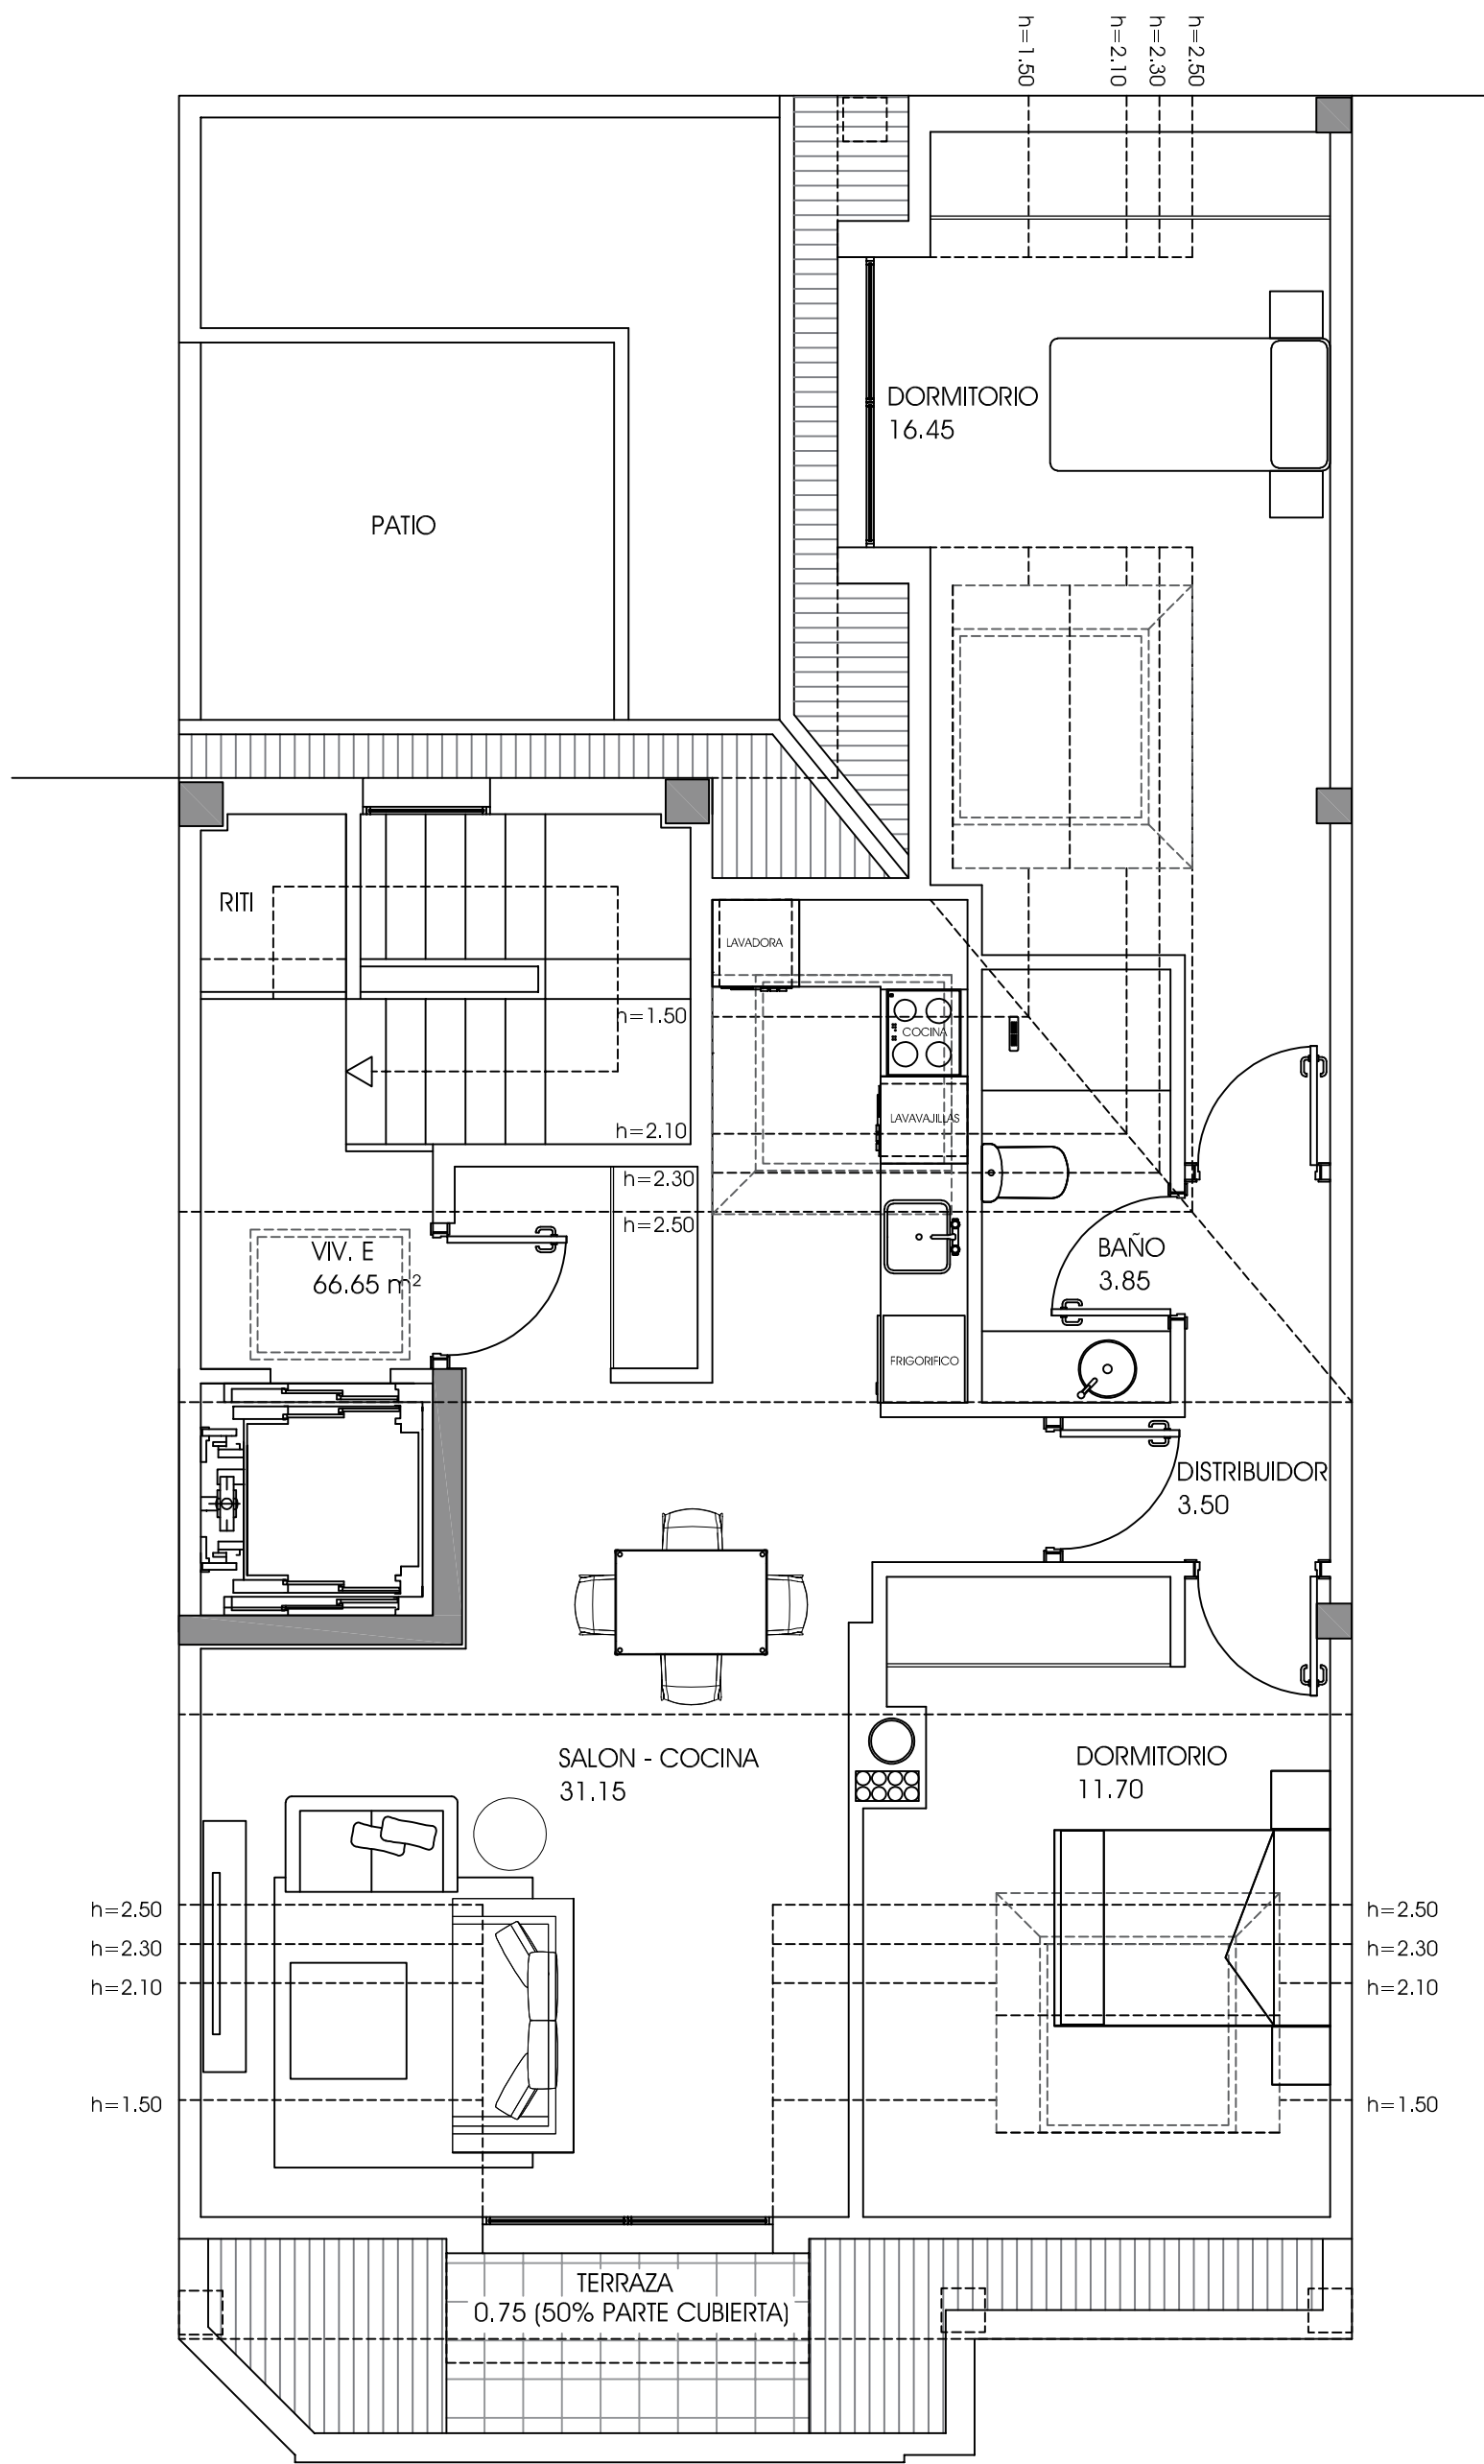 h=1.50
h=2.10
h=2.30
h=2.50
DORMITORIO
16.45
PATIO
RITI
LAVADORA
h=1.50
COCINA
LAVAVAJILLAS
h=2.10
h=2.30
h=2.50
VIV. E
66.65 m²
BAÑO
3.85
FRIGORIFICO
DISTRIBUIDOR
3.50
SALON - COCINA
31.15
DORMITORIO
11.70
h=2.50
h=2.30
h=2.10
h=1.50
h=2.50
h=2.30
h=2.10
h=1.50
TERRAZA
0.75 (50% PARTE CUBIERTA)